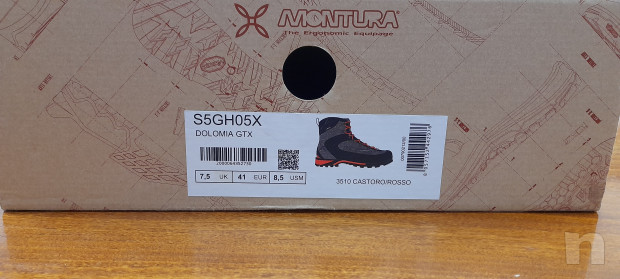 MONTURA®
The Ergonomic Equipage
S5GH05X
DOLOMIA GTX
7,5 UK 41 EUR 8,5 USM
3510 CASTORO/ROSSO
n